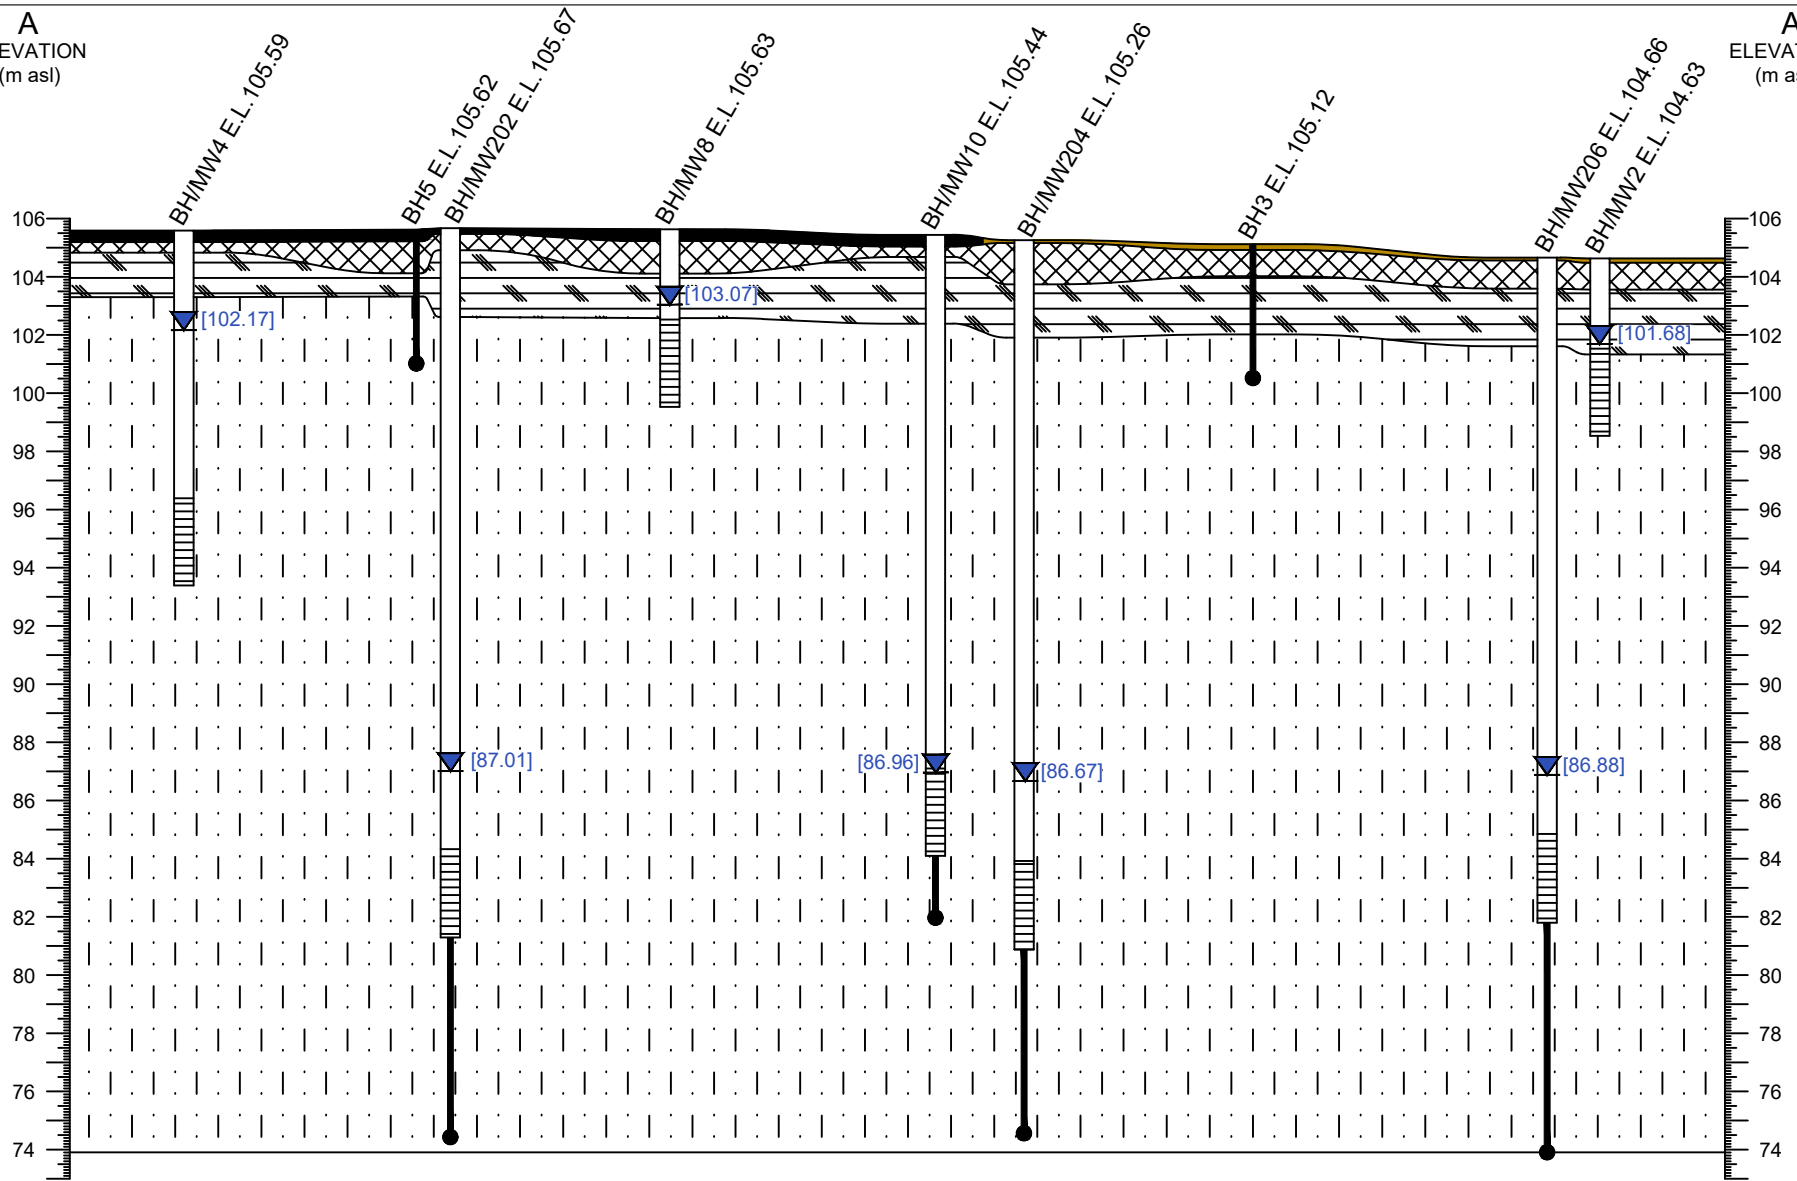 A
EVATION
(m asl)
BH/MW4 E.L. 105.59
BH5 E.L. 105.62
BH/MW202 E.L. 105.67
BH/MW8 E.L. 105.63
BH/MW10 E.L. 105.44
BH/MW204 E.L. 105.26
BH3 E.L. 105.12
BH/MW206 E.L. 104.66
BH/MW2 E.L. 104.63
A
ELEVA
(m as
106
104
102
100
98
96
94
92
90
88
86
84
82
80
78
76
74
[102.17]
[103.07]
[101.68]
[87.01]
[86.96]
[86.67]
[86.88]
106
104
102
100
98
96
94
92
90
88
86
84
82
80
78
76
74